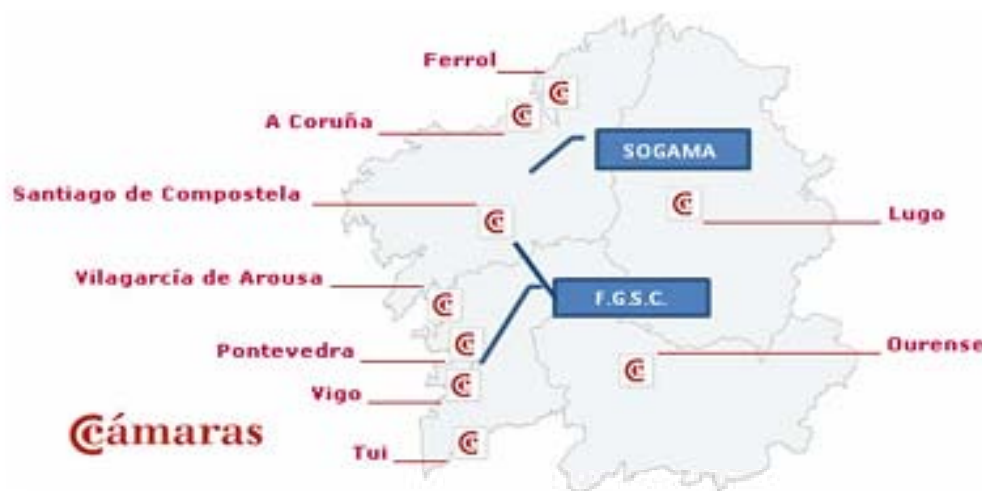 Ferrol
A Coruña
SOGAMA
Santiago de Compostela
Lugo
Vilagarcía de Arousa
F.G.S.C.
Pontevedra
Ourense
Vigo
Cámaras
Tui